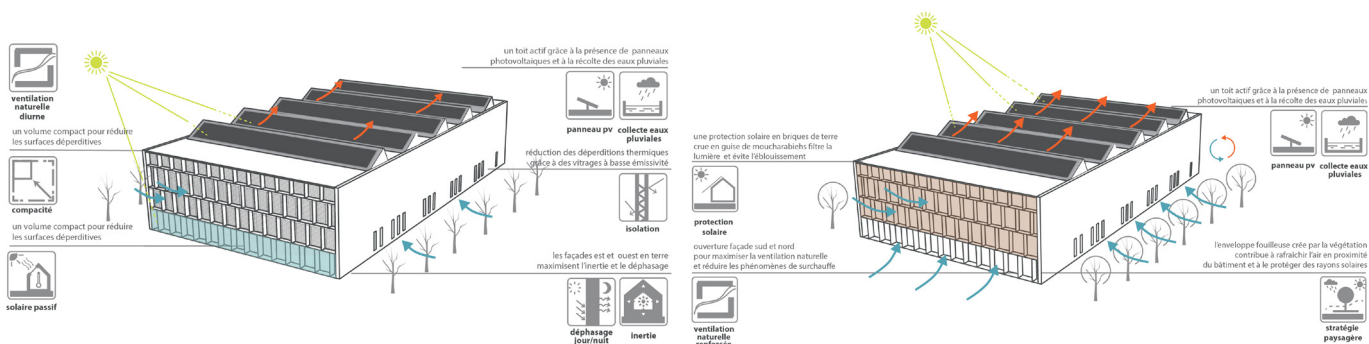 ventilation
naturelle
diurne
un volume compact pour réduire
les surfaces déperditives
compacité
un volume compact pour réduire
les surfaces déperditives
solaire passif
un toit actif grâce à la présence de panneaux
photovoltaiques et à la récolte des eaux pluviales
panneau pv
collecte eaux
pluviales
réduction des déperditions thermiques
grâce à des vitrages à basse émissivité
isolation
les façades est et ouest en terre
maximisent l'inertie et le déphasage
déphasage
jour/nuit
inertie
une protection solaire en briques de terre
crue en guise de moucharabiehs filtre la
lumière et évite l'éblouissement
protection
solaire
ouverture façade sud et nord
pour maximiser la ventilation naturelle
et réduire les phénomènes de surchauffe
ventilation
naturelle
un toit actif grâce à la présence de panneaux
photovoltaiques et à la récolte des eaux pluviales
panneau pv
collecte eaux
pluviales
l'enveloppe fouilleuse crée par la végétation
contribue à rafraichir l'air en proximité
du bâtiment et à le protéger des rayons solaires
stratégie
paysagère